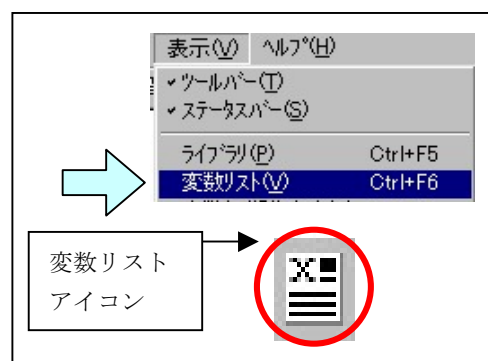 表示(V) ヘルプ(H)
ツールバー(T)
ステータスバー(S)
ライブラリ(P) Ctrl+F5
変数リスト(V) Ctrl+F6
変数リスト
アイコン